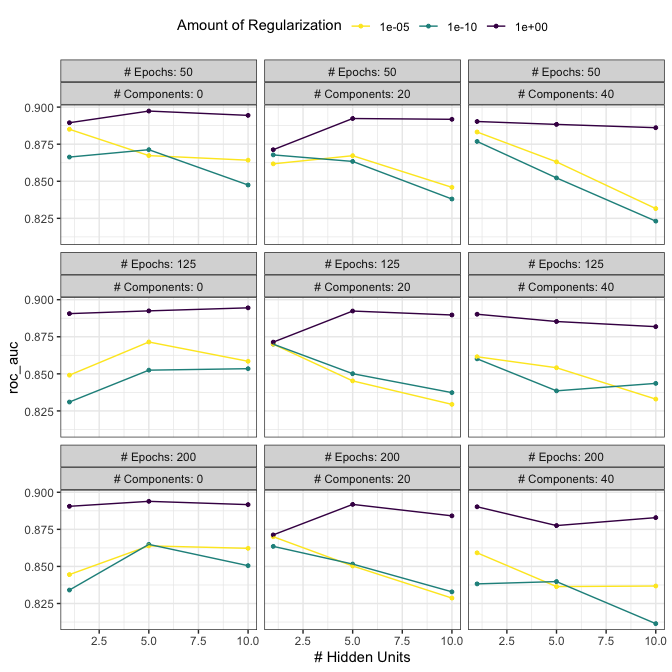 Amount of Regularization 1e-05 1e-10 1e+00
# Epochs: 50 # Epochs: 50 # Epochs: 50
# Components: 0 # Components: 20 # Components: 40
0.900
0.875
0.850
0.825
# Epochs: 125 # Epochs: 125 # Epochs: 125
# Components: 0 # Components: 20 # Components: 40
0.900
0.875
0.850
0.825
roc_auc
# Epochs: 200 # Epochs: 200 # Epochs: 200
# Components: 0 # Components: 20 # Components: 40
0.900
0.875
0.850
0.825
2.5 5.0 7.5 10.0 2.5 5.0 7.5 10.0 2.5 5.0 7.5 10.0
# Hidden Units